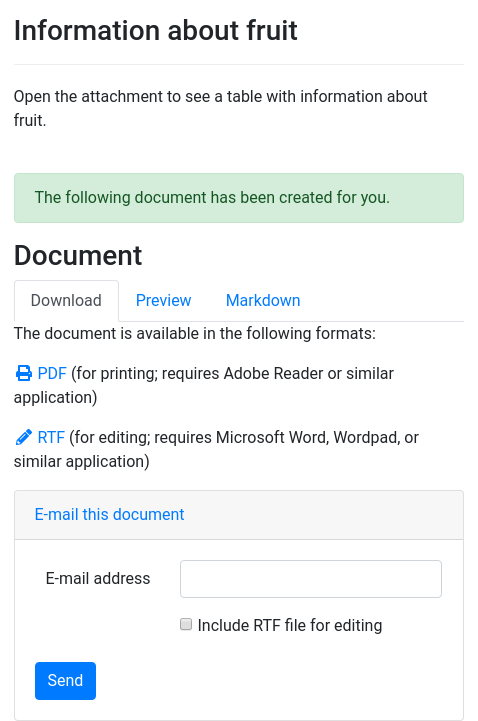 Information about fruit
Open the attachment to see a table with information about
fruit.
The following document has been created for you.
Document
Download Preview Markdown
The document is available in the following formats:
PDF (for printing; requires Adobe Reader or similar
application)
RTF (for editing; requires Microsoft Word, Wordpad, or
similar application)
E-mail this document
E-mail address
Include RTF file for editing
Send